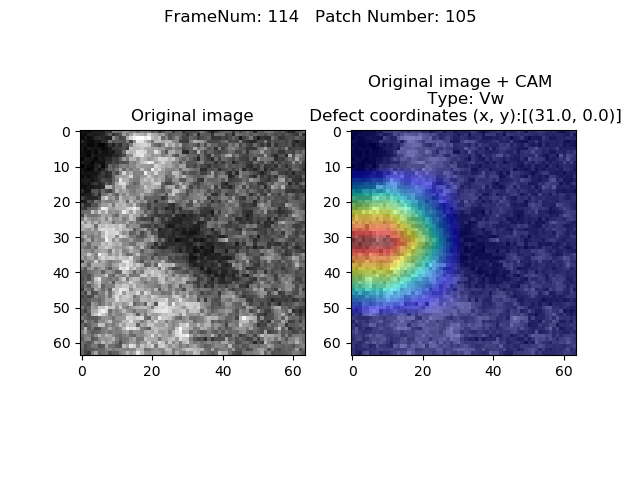 FrameNum: 114   Patch Number: 105
Original image
0
10
20
30
40
50
60
0 20 40 60
Original image + CAM
Type: Vw
Defect coordinates (x, y):[(31.0, 0.0)]
0
10
20
30
40
50
60
0 20 40 60